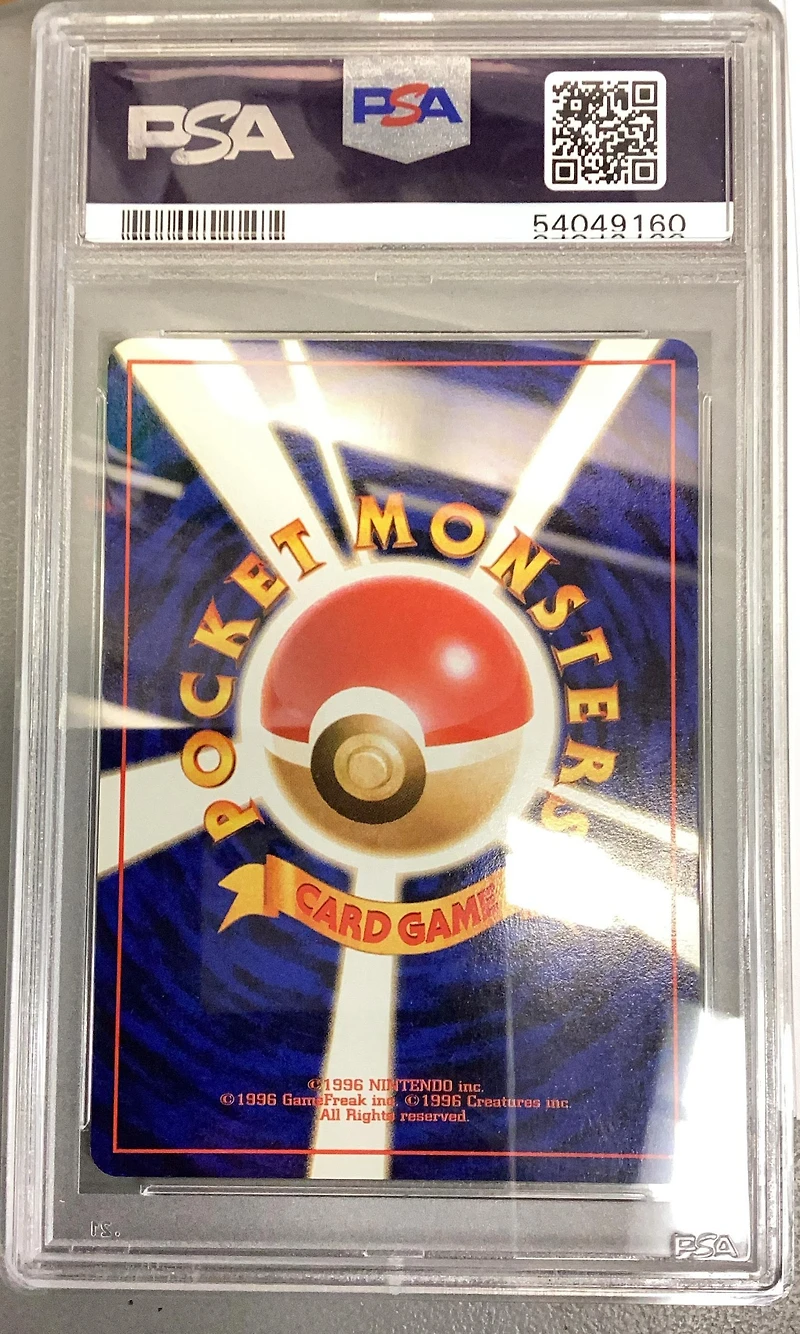 PSA PSA
54049160
POCKET MONSTERS
CARD GAME
©1996 NINTENDO inc.
©1996 GameFreak inc. ©1996 Creatures inc.
All Rights reserved.
PSA